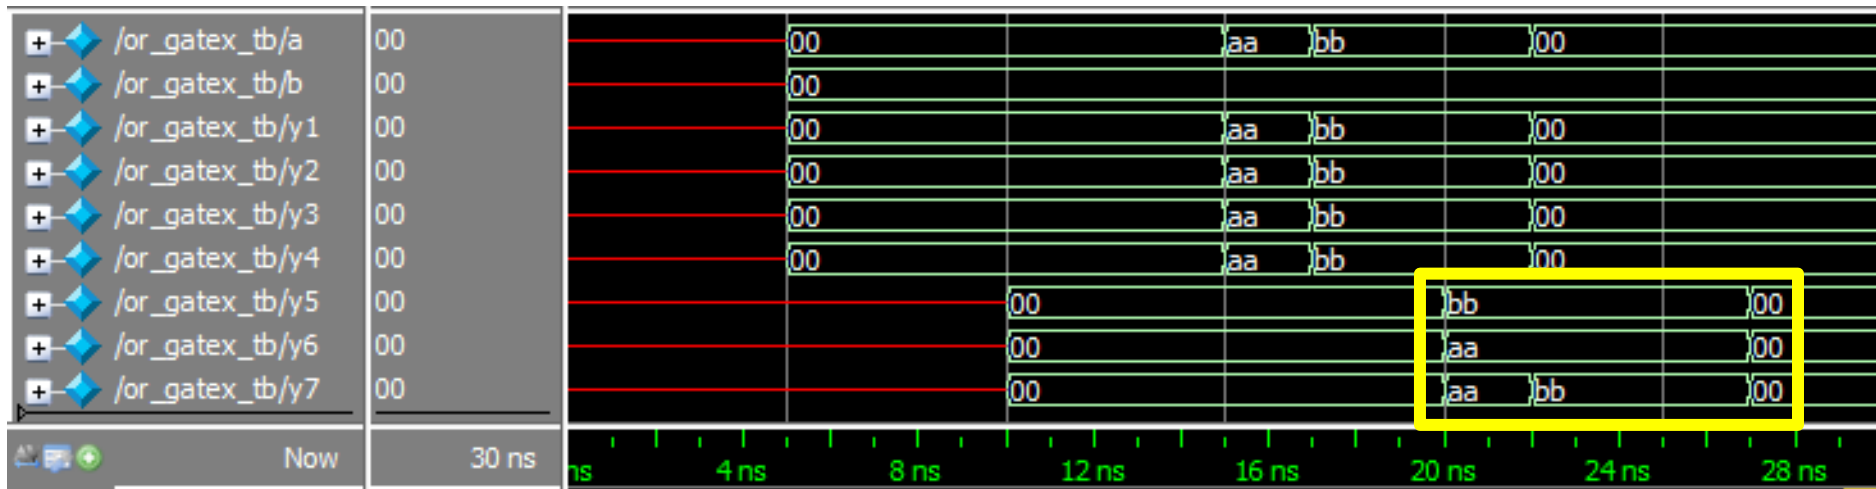 /or_gatex_tb/a 00 00 aa bb 00
/or_gatex_tb/b 00 00
/or_gatex_tb/y1 00 00 aa bb 00
/or_gatex_tb/y2 00 00 aa bb 00
/or_gatex_tb/y3 00 00 aa bb 00
/or_gatex_tb/y4 00 00 aa bb 00
/or_gatex_tb/y5 00 00 bb 00
/or_gatex_tb/y6 00 00 aa 00
/or_gatex_tb/y7 00 00 aa bb 00
Now 30 ns ns 4 ns 8 ns 12 ns 16 ns 20 ns 24 ns 28 ns